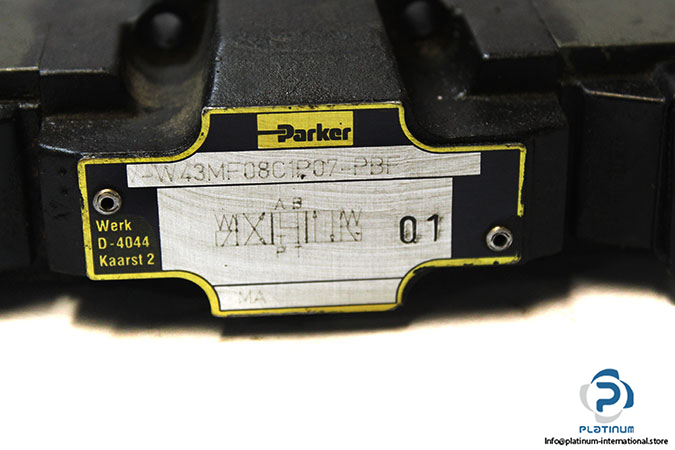 Parker
-W43MF08C1P07-PBF
A B
P T
01
Werk
D-4044
Kaarst 2
MA
P
PLATINUM
Info@platinum-international.store